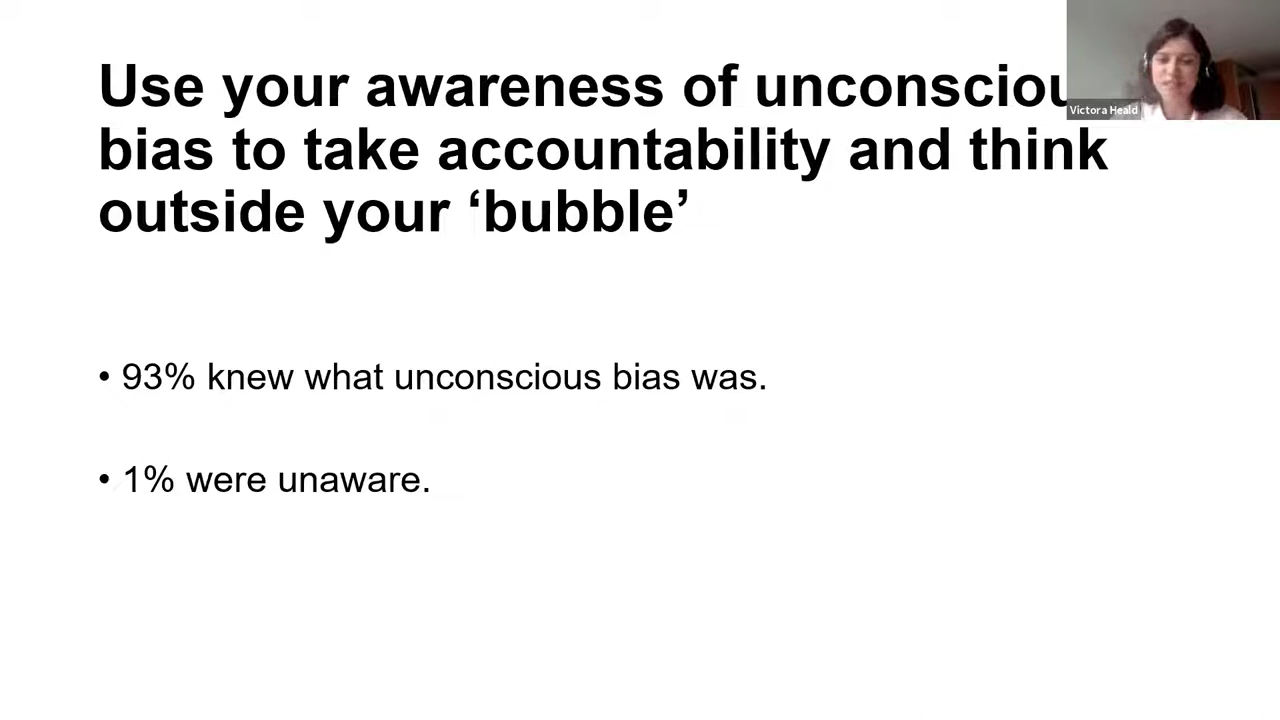 Use your awareness of unconsciou
bias to take accountability and think
outside your ‘bubble’
• 93% knew what unconscious bias was.
• 1% were unaware.
Victora Heald